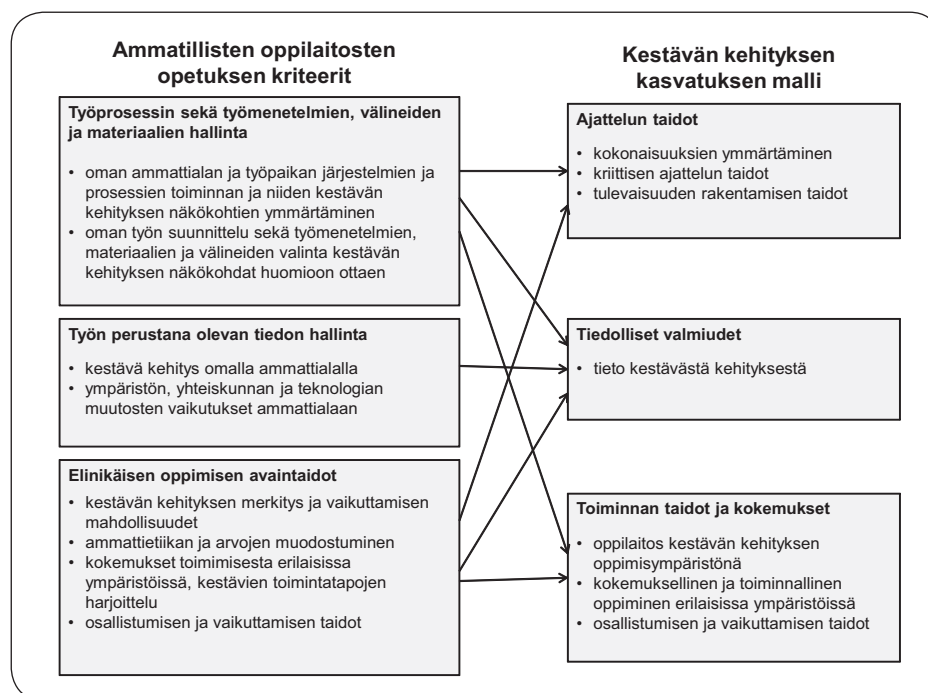 Ammatillisten oppilaitosten
opetuksen kriteerit
Työprosessin sekä työmenetelmien, välineiden
ja materiaalien hallinta
• oman ammattialan ja työpaikan järjestelmien ja
prosessien toiminnan ja niiden kestävän
kehityksen näkökohtien ymmärtäminen
• oman työn suunnittelu sekä työmenetelmien,
materiaalien ja välineiden valinta kestävän
kehityksen näkökohdat huomioon ottaen
Työn perustana olevan tiedon hallinta
• kestävä kehitys omalla ammattialalla
• ympäristön, yhteiskunnan ja teknologian
muutosten vaikutukset ammattialaan
Elinikäisen oppimisen avaintaidot
• kestävän kehityksen merkitys ja vaikuttamisen
mahdollisuudet
• ammattietiikan ja arvojen muodostuminen
• kokemukset toimimisesta erilaisissa
ympäristöissä, kestävien toimintatapojen
harjoittelu
• osallistumisen ja vaikuttamisen taidot
Kestävän kehityksen
kasvatuksen malli
Ajattelun taidot
• kokonaisuuksien ymmärtäminen
• kriittisen ajattelun taidot
• tulevaisuuden rakentamisen taidot
Tiedolliset valmiudet
• tieto kestävästä kehityksestä
Toiminnan taidot ja kokemukset
• oppilaitos kestävän kehityksen
oppimisympäristönä
• kokemuksellinen ja toiminnallinen
oppiminen erilaisissa ympäristöissä
• osallistumisen ja vaikuttamisen taidot